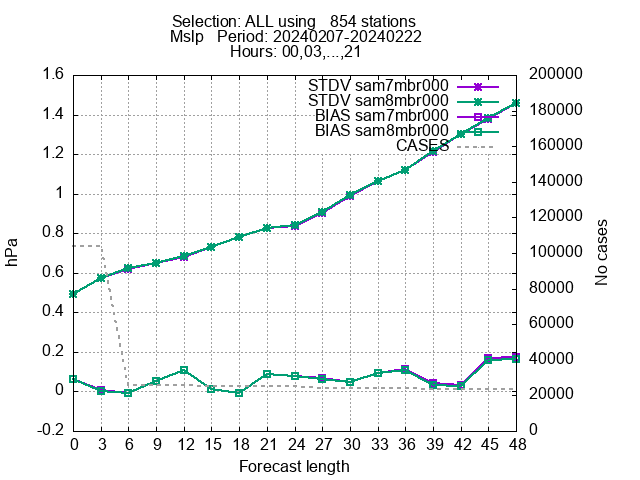 Selection: ALL using   854 stations
Mslp   Period: 20240207-20240222
Hours: 00,03,...,21
STDV sam7mbr000
STDV sam8mbr000
BIAS sam7mbr000
BIAS sam8mbr000
CASES
hPa
1.6
1.4
1.2
1
0.8
0.6
0.4
0.2
0
-0.2
No cases
200000
180000
160000
140000
120000
100000
80000
60000
40000
20000
0
0 3 6 9 12 15 18 21 24 27 30 33 36 39 42 45 48
Forecast length